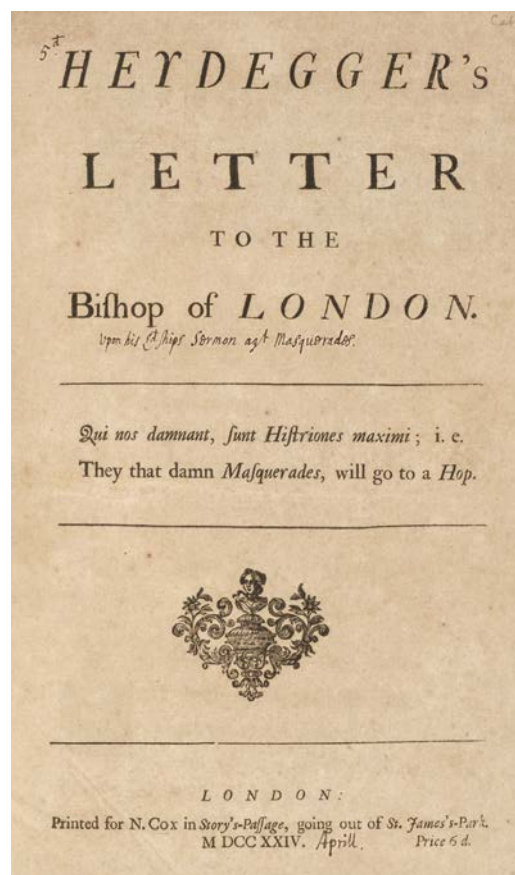 5th
HEYDEGGER's
LETTER
TO THE
Biſhop of LONDON.
Upon his Ldſhips Sermon agt Maſquerades.
Qui nos damnant, ſunt Hiſtriones maximi; i. e.
They that damn Maſquerades, will go to a Hop.
LONDON:
Printed for N. Cox in Story's-Paſſage, going out of St. James's-Park.
M DCC XXIV. Aprill. Price 6 d.